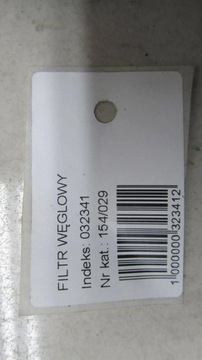 FILTR WĘGLOWY
Indeks: 032341
Nr kat.: 154/029
1000000323412